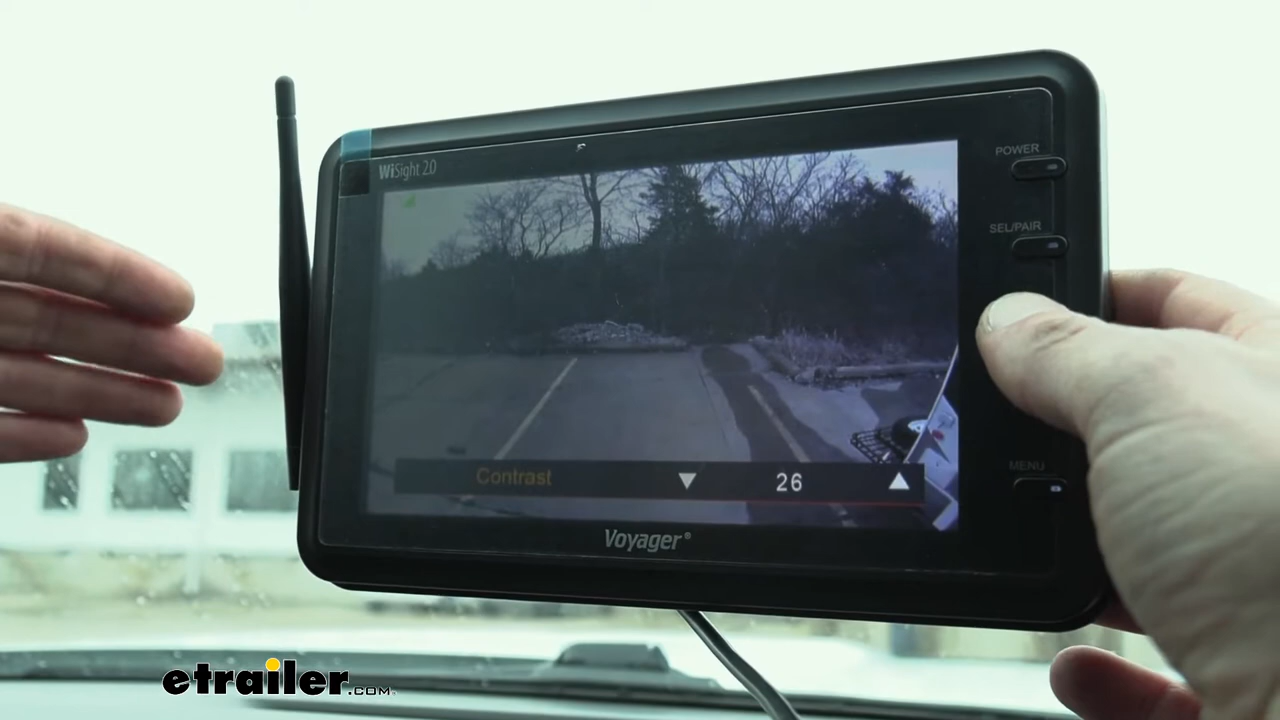 WiSight 2.0
POWER
SEL/PAIR
Contrast ▼ 26 ▲
MENU
Voyager®
etrailer.COM